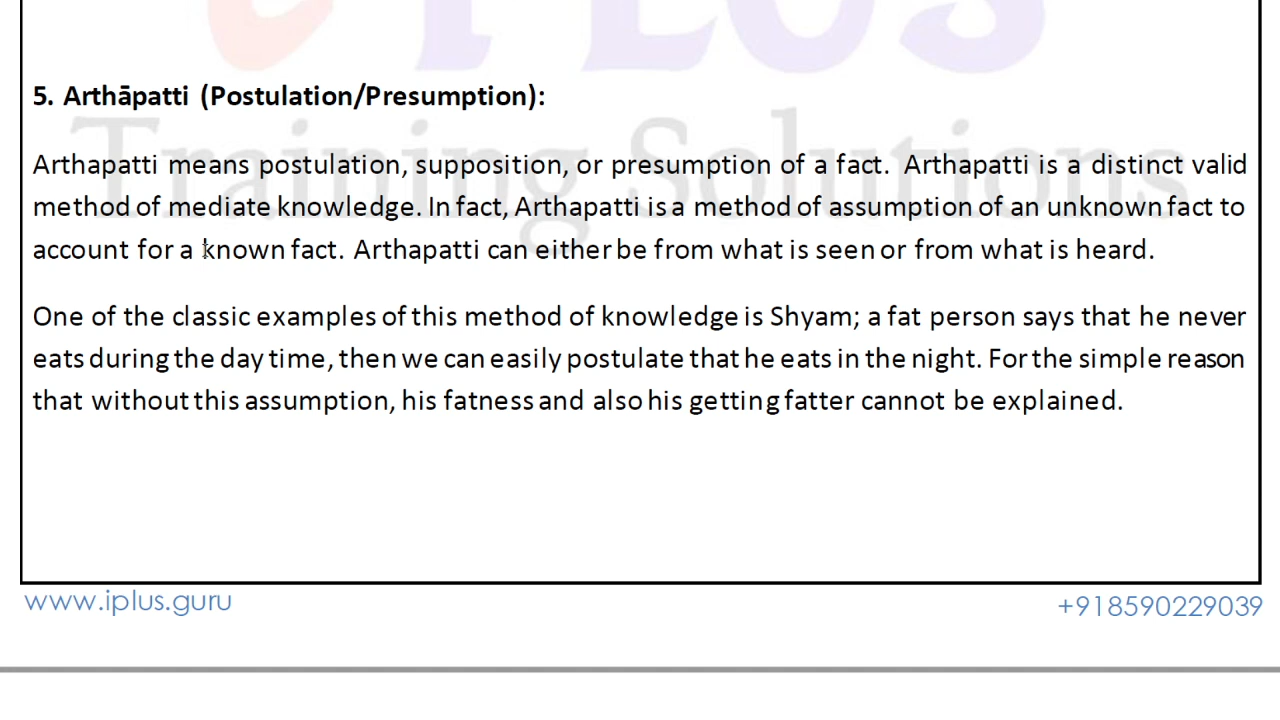 PLUS
Training Solutions
5. Arthāpatti (Postulation/Presumption):
Arthapatti means postulation, supposition, or presumption of a fact. Arthapatti is a distinct valid
method of mediate knowledge. In fact, Arthapatti is a method of assumption of an unknown fact to
account for a known fact. Arthapatti can either be from what is seen or from what is heard.
One of the classic examples of this method of knowledge is Shyam; a fat person says that he never
eats during the day time, then we can easily postulate that he eats in the night. For the simple reason
that without this assumption, his fatness and also his getting fatter cannot be explained.
www.iplus.guru
+918590229039